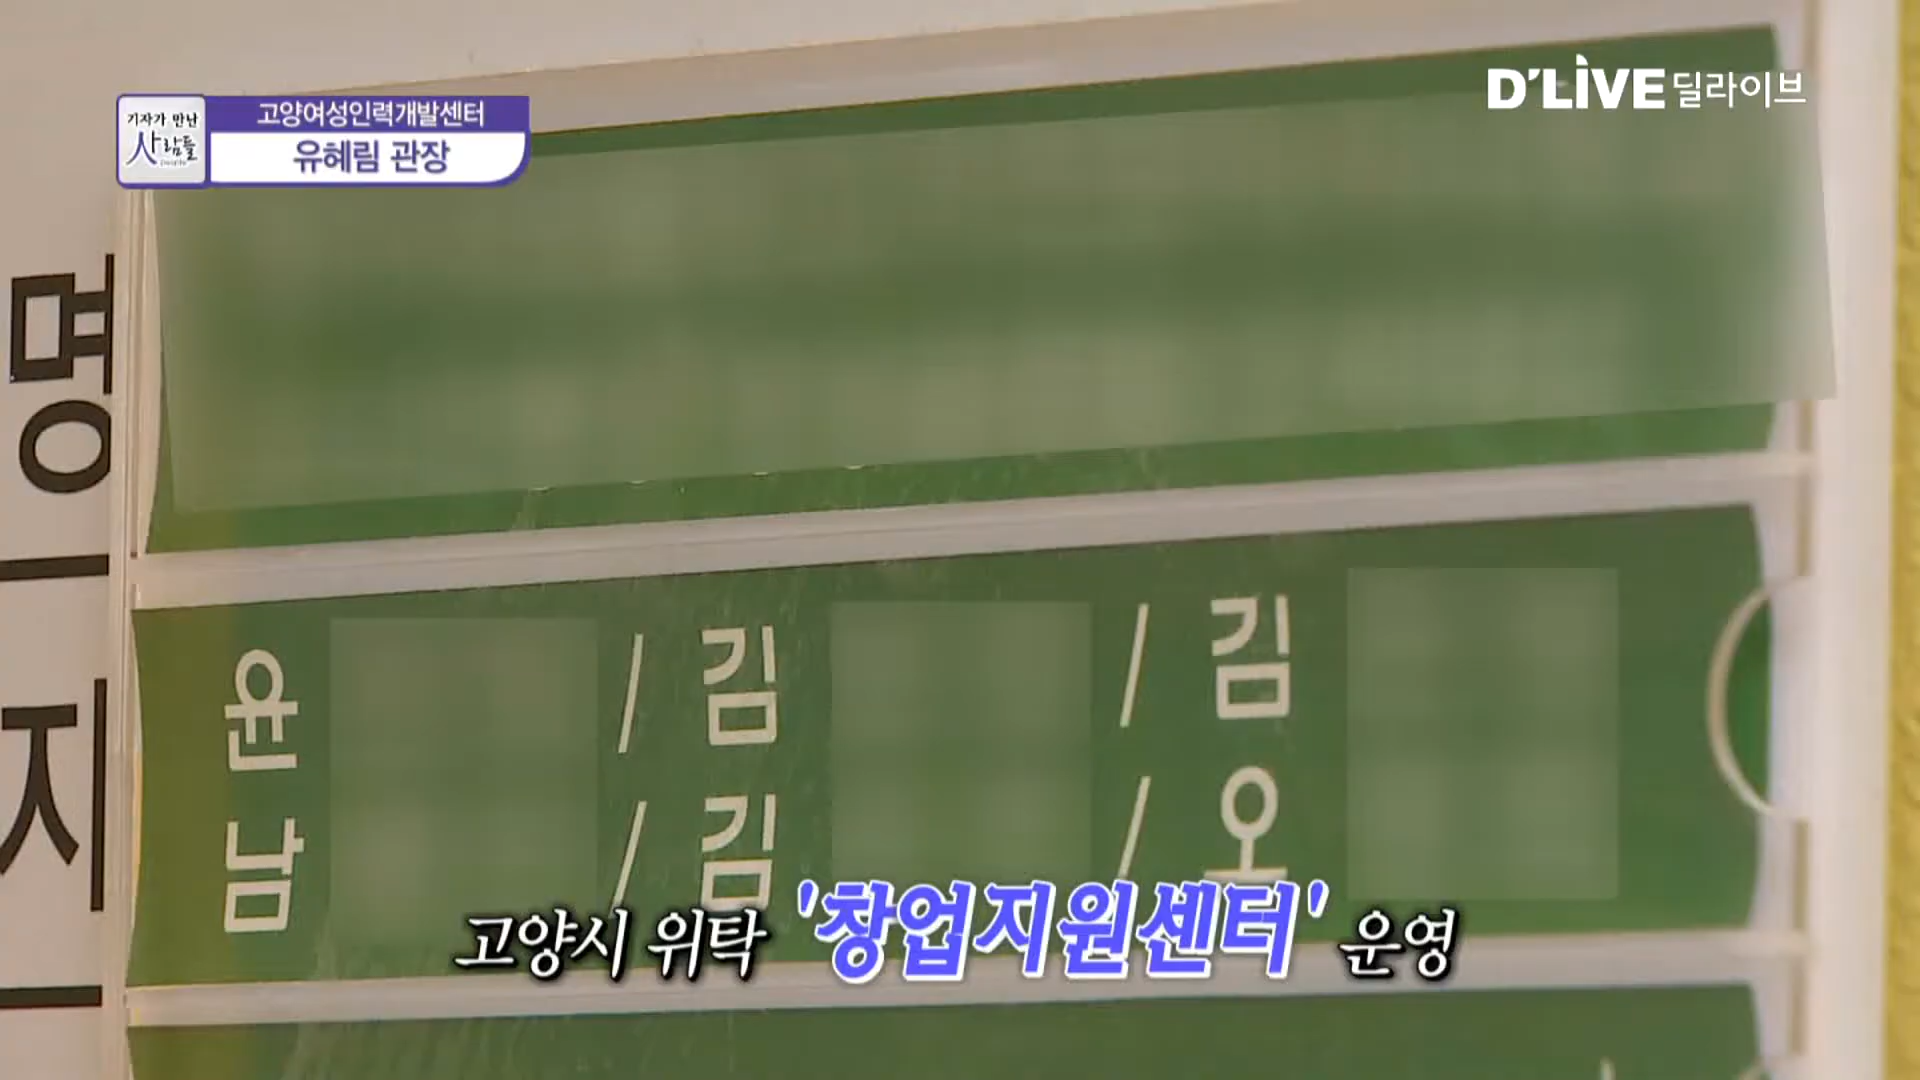 D'LIVE 딜라이브
기자가 만난
사람들
고양여성인력개발센터
유혜림 관장
명
지
윤 / 김 / 김
남 / 김 / 오
고양시 위탁 '창업지원센터' 운영